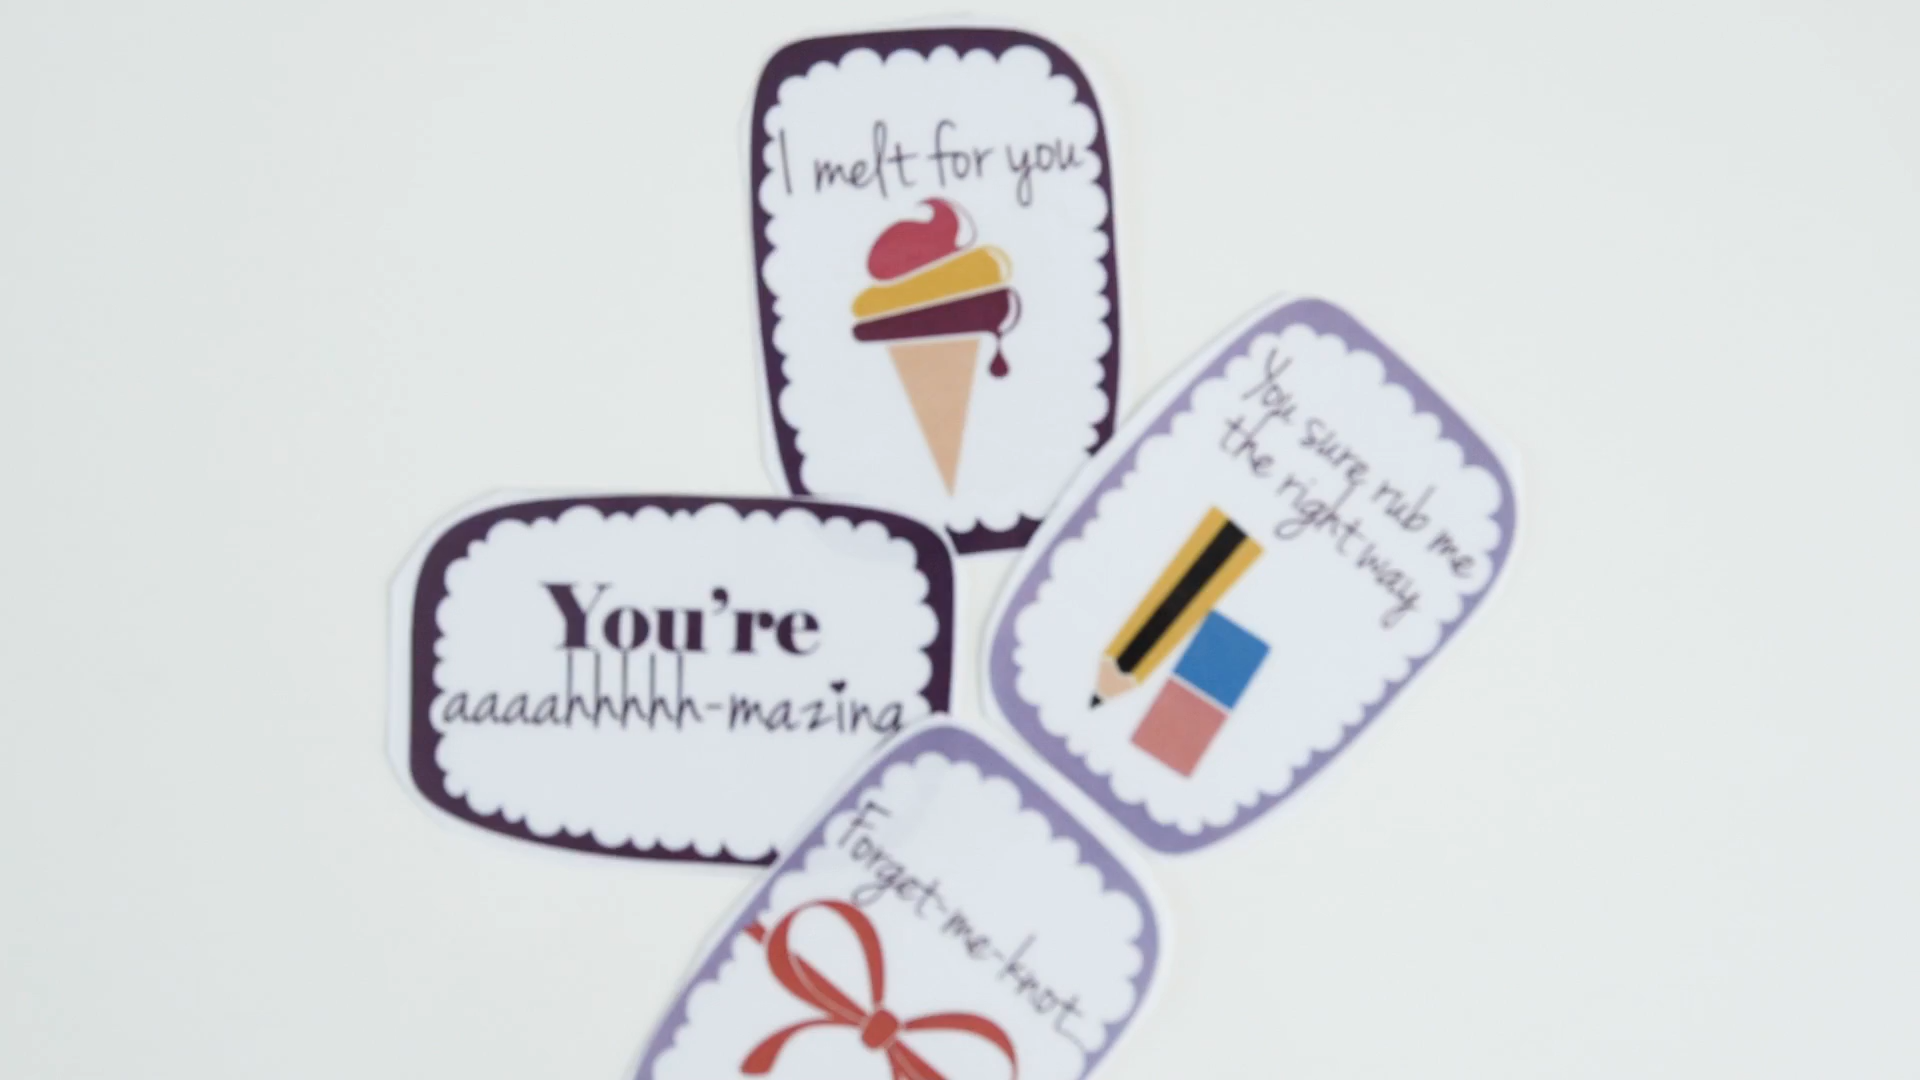 I melt for you
You sure rub me
the right way
You're
aaaahhhhh-mazing
Forget-me-knot